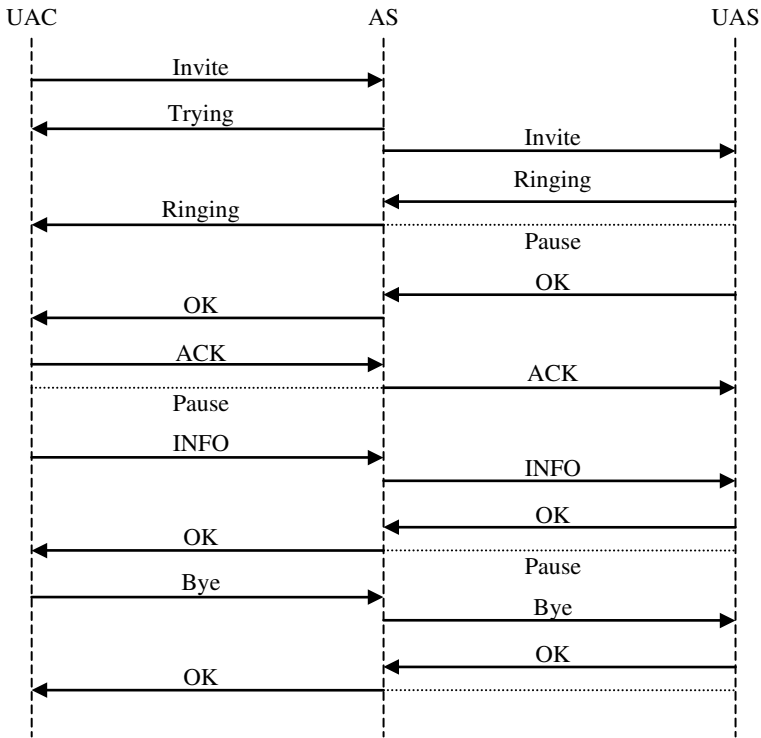 UAC AS UAS
Invite
Trying
Invite
Ringing
Ringing
Pause
OK
OK
ACK
ACK
Pause
INFO
INFO
OK
OK
Pause
Bye
Bye
OK
OK